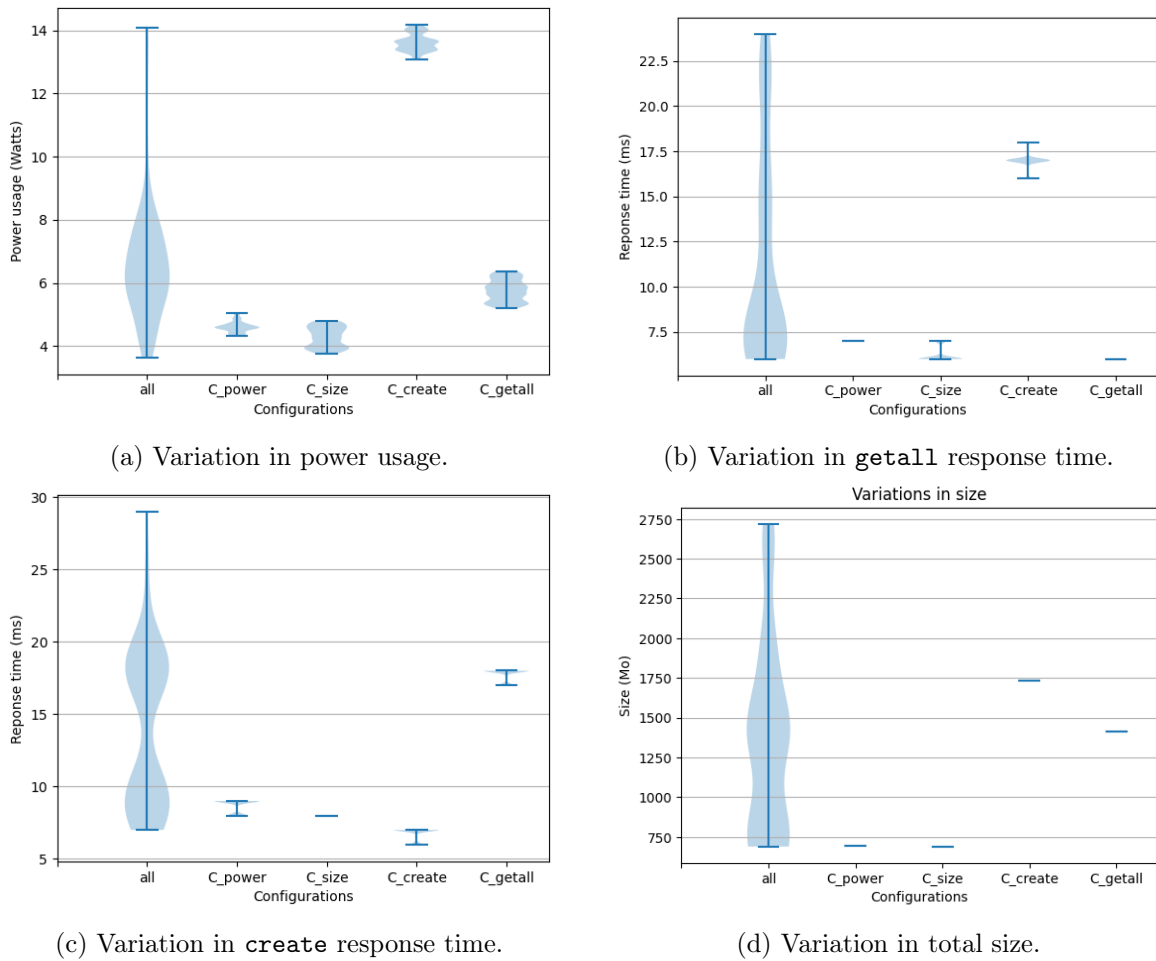 14
12
10
8
6
4
Power usage (Watts)
all
C_power
C_size
C_create
C_getall
Configurations
(a) Variation in power usage.
22.5
20.0
17.5
15.0
12.5
10.0
7.5
Reponse time (ms)
all
C_power
C_size
C_create
C_getall
Configurations
(b) Variation in getall response time.
30
25
20
15
10
5
Reponse time (ms)
all
C_power
C_size
C_create
C_getall
Configurations
(c) Variation in create response time.
Variations in size
2750
2500
2250
2000
1750
1500
1250
1000
750
Size (Mo)
all
C_power
C_size
C_create
C_getall
Configurations
(d) Variation in total size.